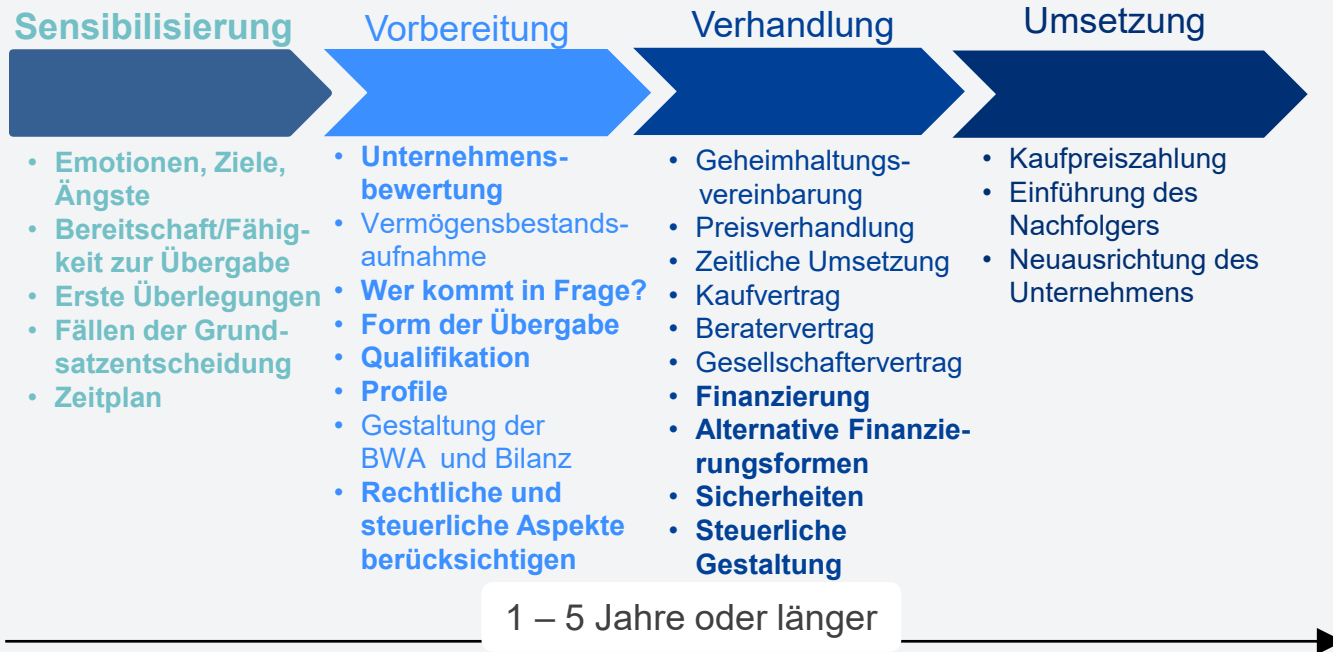 Sensibilisierung
• Emotionen, Ziele,
Ängste
• Bereitschaft/Fähig-
keit zur Übergabe
• Erste Überlegungen
• Fällen der Grund-
satzentscheidung
• Zeitplan
Vorbereitung
• Unternehmens-
bewertung
• Vermögensbestands-
aufnahme
• Wer kommt in Frage?
• Form der Übergabe
• Qualifikation
• Profile
• Gestaltung der
BWA und Bilanz
• Rechtliche und
steuerliche Aspekte
berücksichtigen
Verhandlung
• Geheimhaltungs-
vereinbarung
• Preisverhandlung
• Zeitliche Umsetzung
• Kaufvertrag
• Beratervertrag
• Gesellschaftervertrag
• Finanzierung
• Alternative Finanzie-
rungsformen
• Sicherheiten
• Steuerliche
Gestaltung
Umsetzung
• Kaufpreiszahlung
• Einführung des
Nachfolgers
• Neuausrichtung des
Unternehmens
1 – 5 Jahre oder länger